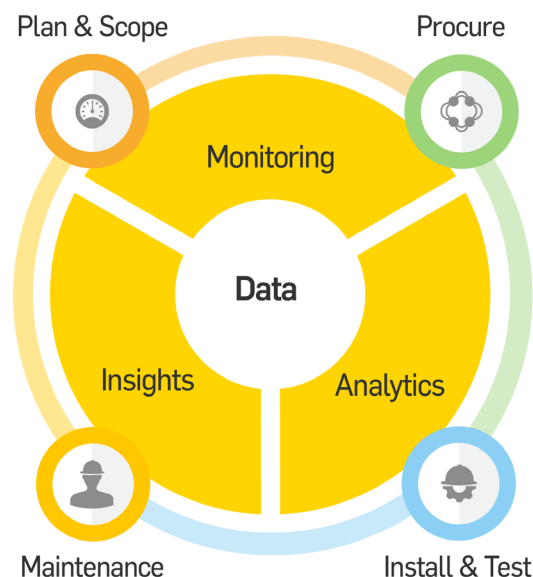 Plan & Scope
Procure
Monitoring
Data
Insights
Analytics
Maintenance
Install & Test